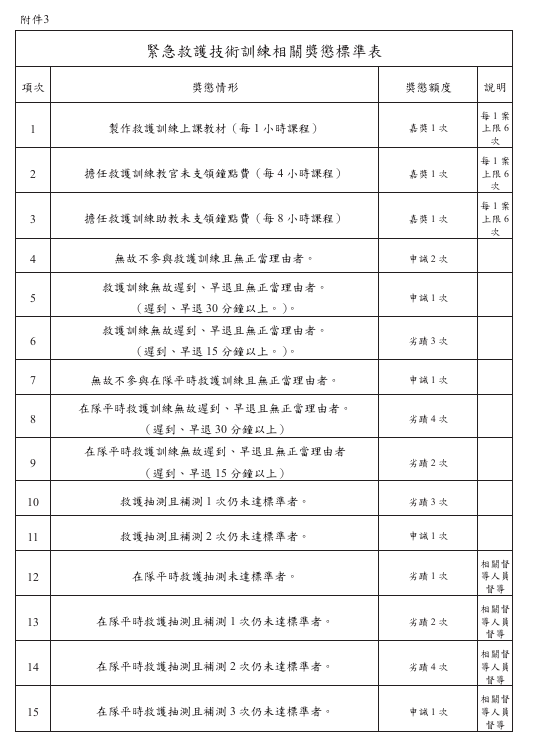 附件3
緊急救護技術訓練相關獎懲標準表
項次 獎懲情形 獎懲額度 說明
1 製作救護訓練上課教材（每 1 小時課程） 嘉獎 1 次 每 1 案
上限 6
次
2 擔任救護訓練教官未支領鐘點費（每 4 小時課程） 嘉獎 1 次 每 1 案
上限 6
次
3 擔任救護訓練助教未支領鐘點費（每 8 小時課程） 嘉獎 1 次 每 1 案
上限 6
次
4 無故不參與救護訓練且無正當理由者。 申誡 2 次
5 救護訓練無故遲到、早退且無正當理由者。
（遲到、早退 30 分鐘以上。）。 申誡 1 次
6 救護訓練無故遲到、早退且無正當理由者。
（遲到、早退 15 分鐘以上。）。 劣蹟 3 次
7 無故不參與在隊平時救護訓練且無正當理由者。 申誡 1 次
8 在隊平時救護訓練無故遲到、早退且無正當理由者。
（遲到、早退 30 分鐘以上） 劣蹟 4 次
9 在隊平時救護訓練無故遲到、早退且無正當理由者
（遲到、早退 15 分鐘以上） 劣蹟 2 次
10 救護抽測且補測 1 次仍未達標準者。 劣蹟 3 次
11 救護抽測且補測 2 次仍未達標準者。 申誡 1 次
12 在隊平時救護抽測未達標準者。 劣蹟 1 次 相關督
導人員
督導
13 在隊平時救護抽測且補測 1 次仍未達標準者。 劣蹟 2 次 相關督
導人員
督導
14 在隊平時救護抽測且補測 2 次仍未達標準者。 劣蹟 4 次 相關督
導人員
督導
15 在隊平時救護抽測且補測 3 次仍未達標準者。 申誡 1 次 相關督
導人員
督導